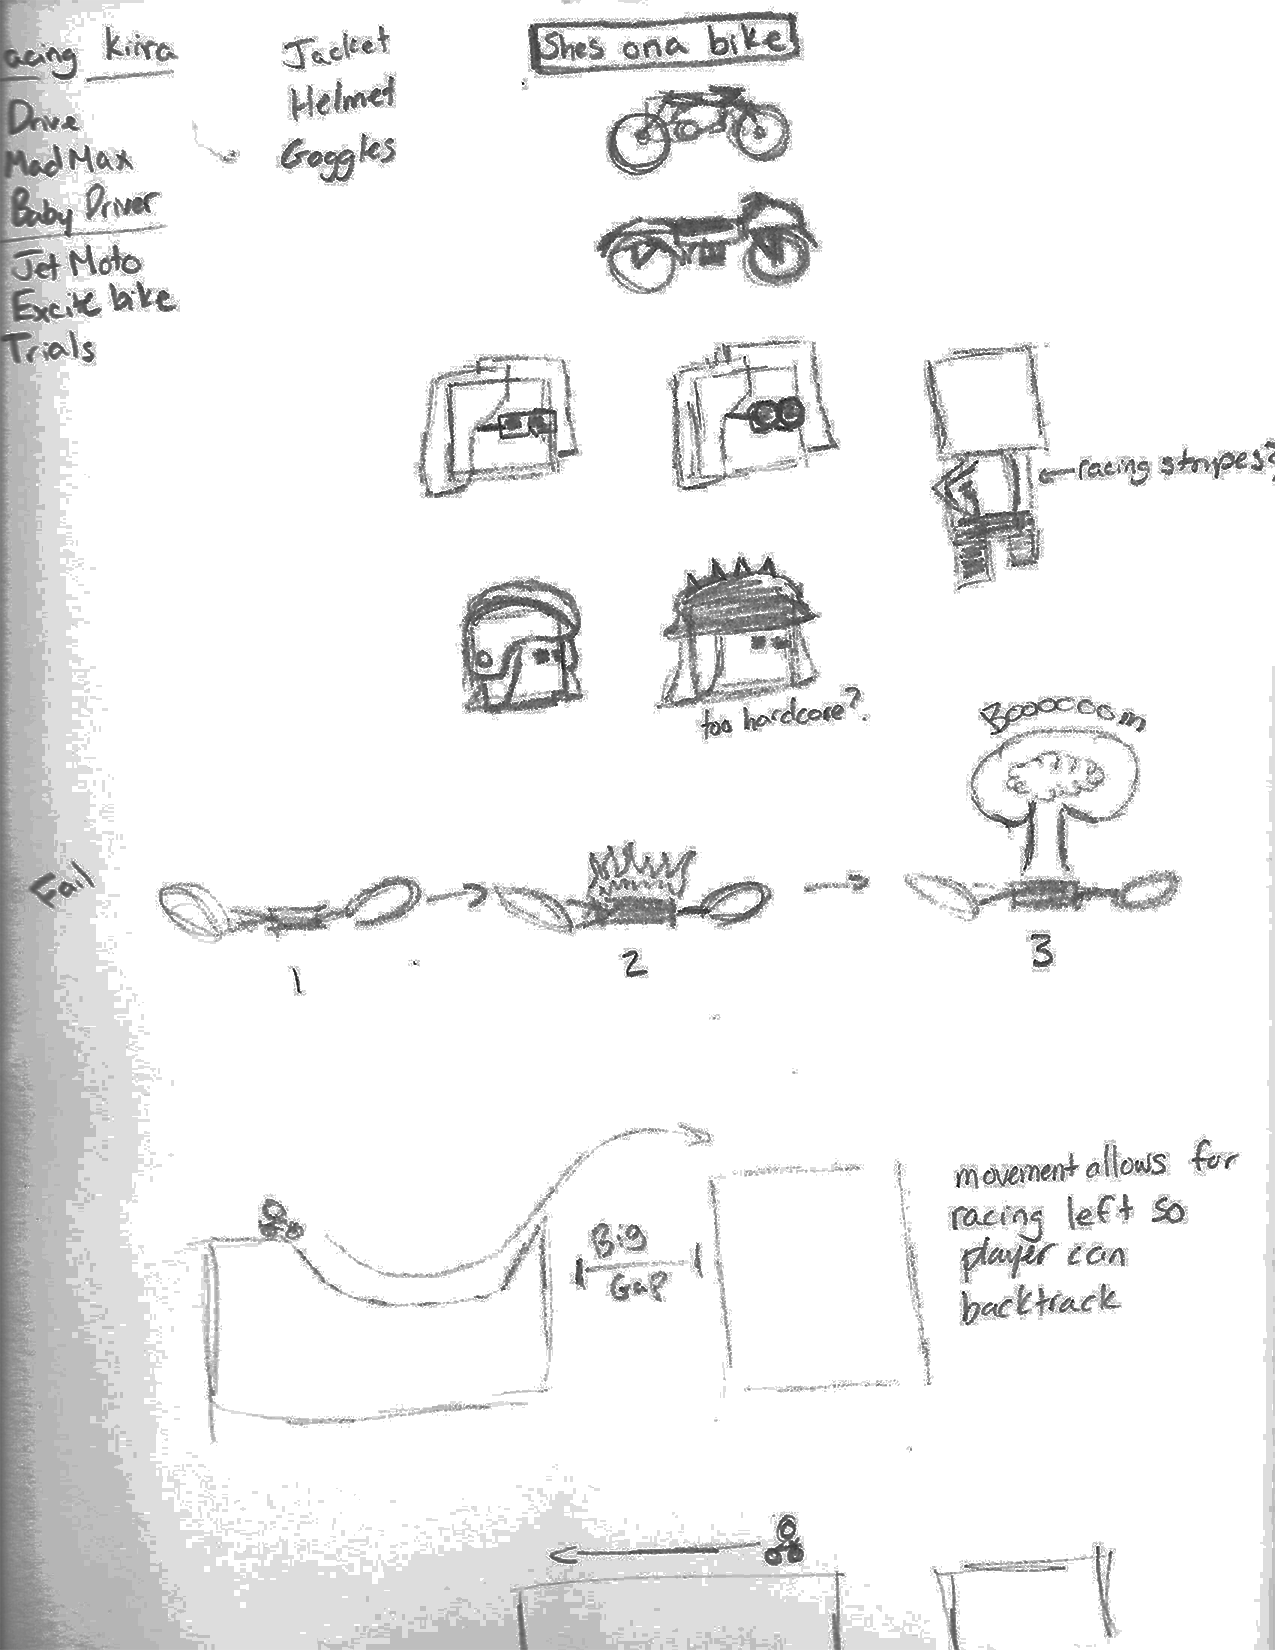 acing Kiira
Drive
Mad Max
Baby Driver
Jet Moto
Excite bike
Trials
Jacket
Helmet
Goggles
Shes on a bike
racing stripes?
too hardcore?
Boooooom
Fail
1
2
3
Big
Gap
movement allows for
racing left so
player can
backtrack